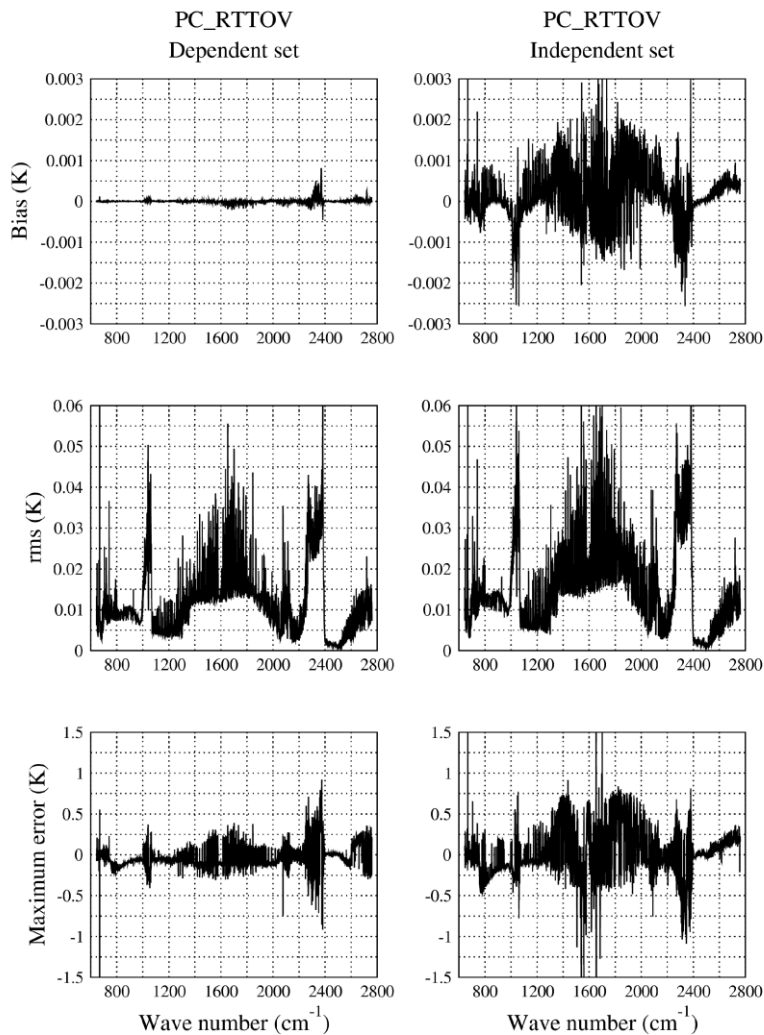 PC_RTTOV
Dependent set
PC_RTTOV
Independent set
Bias (K)
0.003
0.002
0.001
0
-0.001
-0.002
-0.003
800 1200 1600 2000 2400 2800
0.003
0.002
0.001
0
-0.001
-0.002
-0.003
800 1200 1600 2000 2400 2800
rms (K)
0.06
0.05
0.04
0.03
0.02
0.01
0
800 1200 1600 2000 2400 2800
0.06
0.05
0.04
0.03
0.02
0.01
0
800 1200 1600 2000 2400 2800
Maximum error (K)
1.5
1
0.5
0
-0.5
-1
-1.5
800 1200 1600 2000 2400 2800
Wave number (cm⁻¹)
1.5
1
0.5
0
-0.5
-1
-1.5
800 1200 1600 2000 2400 2800
Wave number (cm⁻¹)